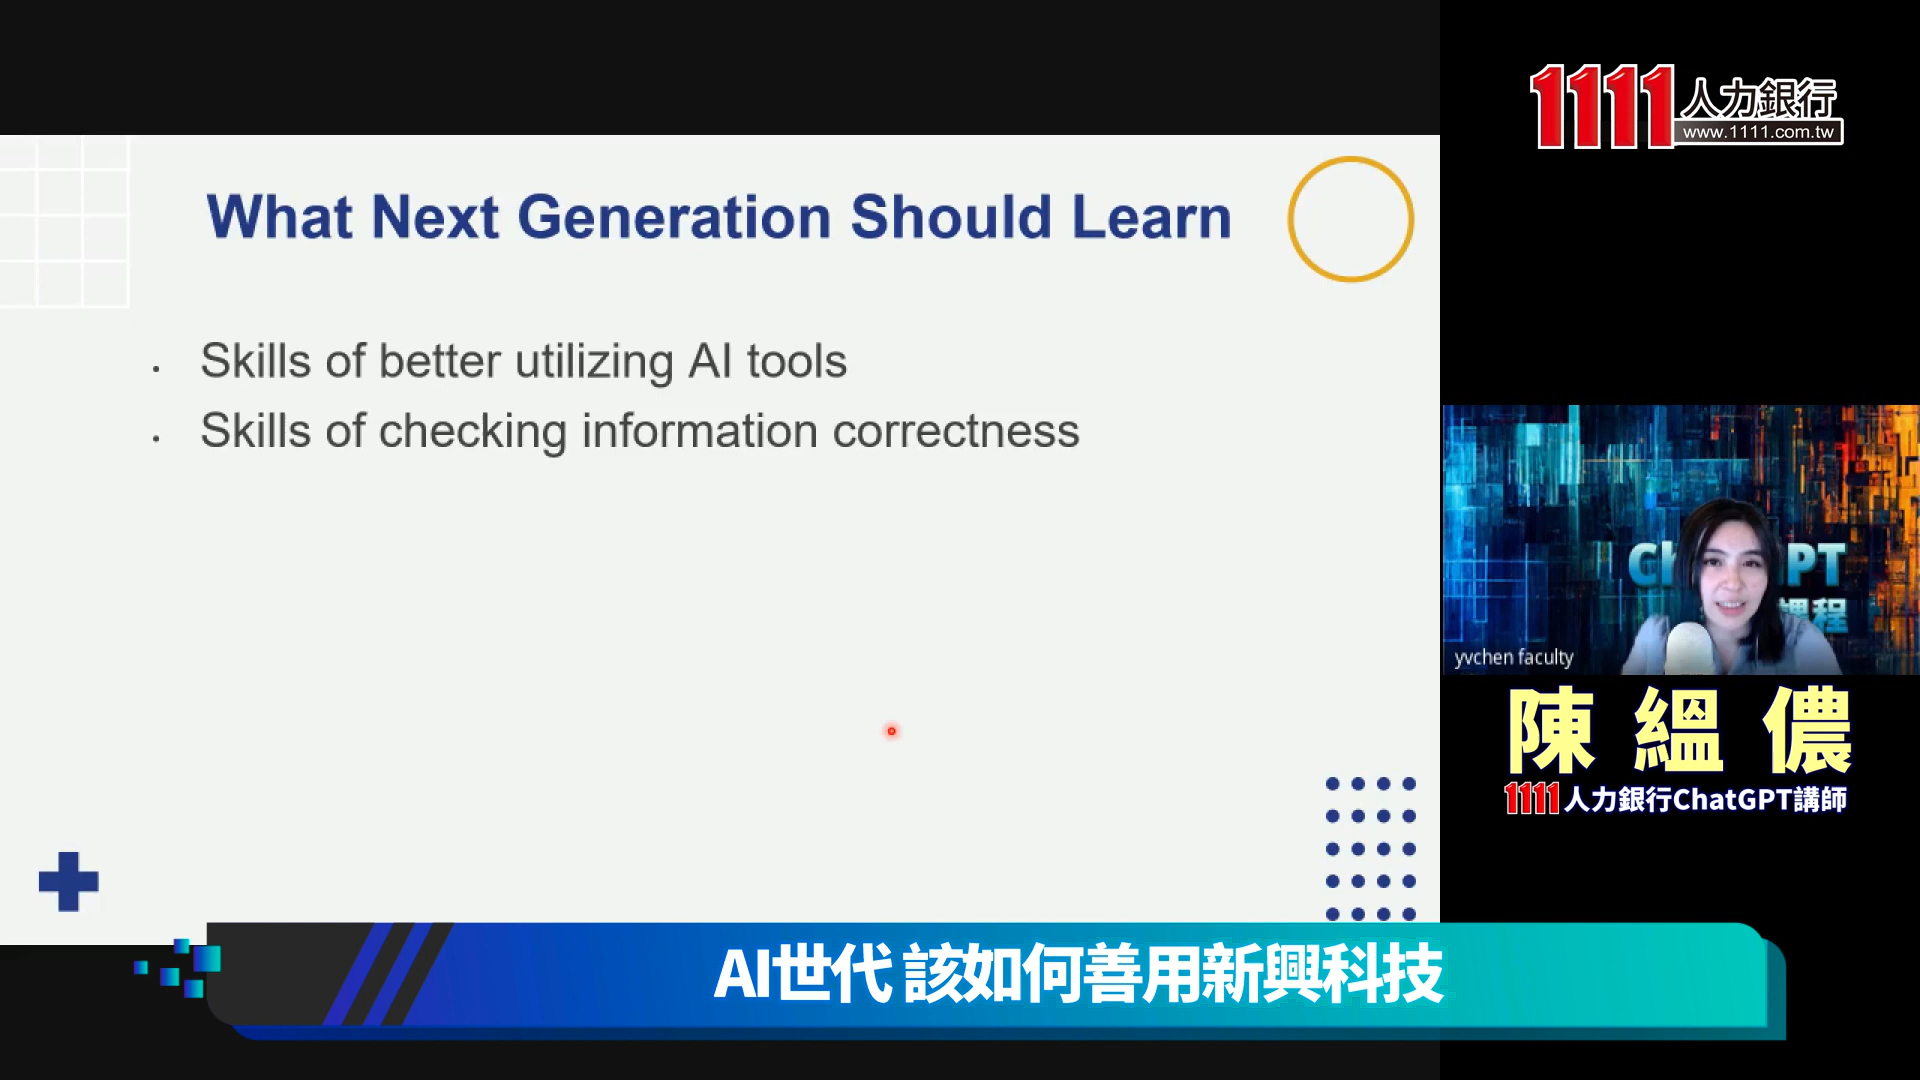 What Next Generation Should Learn
Skills of better utilizing AI tools
Skills of checking information correctness
1111人力銀行
www.1111.com.tw
yvchen faculty
陳縕儂
1111人力銀行ChatGPT講師
AI世代 該如何善用新興科技